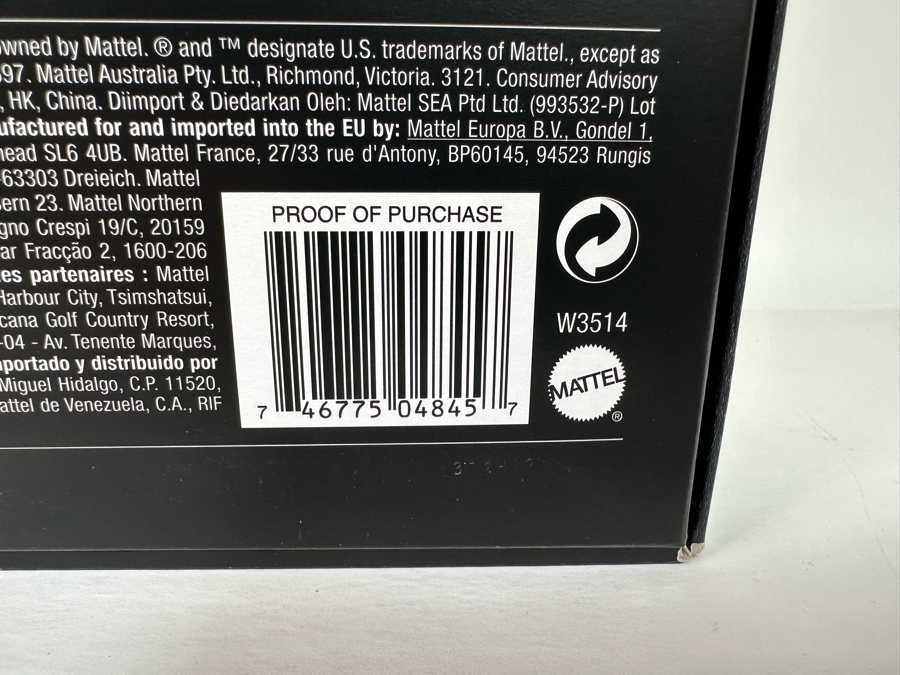 owned by Mattel. ® and ™ designate U.S. trademarks of Mattel., except as
97. Mattel Australia Pty. Ltd., Richmond, Victoria. 3121. Consumer Advisory
, HK, China. Diimport & Diedarkan Oleh: Mattel SEA Ptd Ltd. (993532-P) Lot
ufactured for and imported into the EU by: Mattel Europa B.V., Gondel 1,
head SL6 4UB. Mattel France, 27/33 rue d'Antony, BP60145, 94523 Rungis
-63303 Dreieich. Mattel
Bern 23. Mattel Northern
gno Crespi 19/C, 20159
ar Fracção 2, 1600-206
es partenaires : Mattel
Harbour City, Tsimshatsui,
cana Golf Country Resort,
-04 - Av. Tenente Marques,
portado y distribuido por
Miguel Hidalgo, C.P. 11520,
attel de Venezuela, C.A., RIF
PROOF OF PURCHASE
7 46775 04845 7
W3514
MATTEL ®